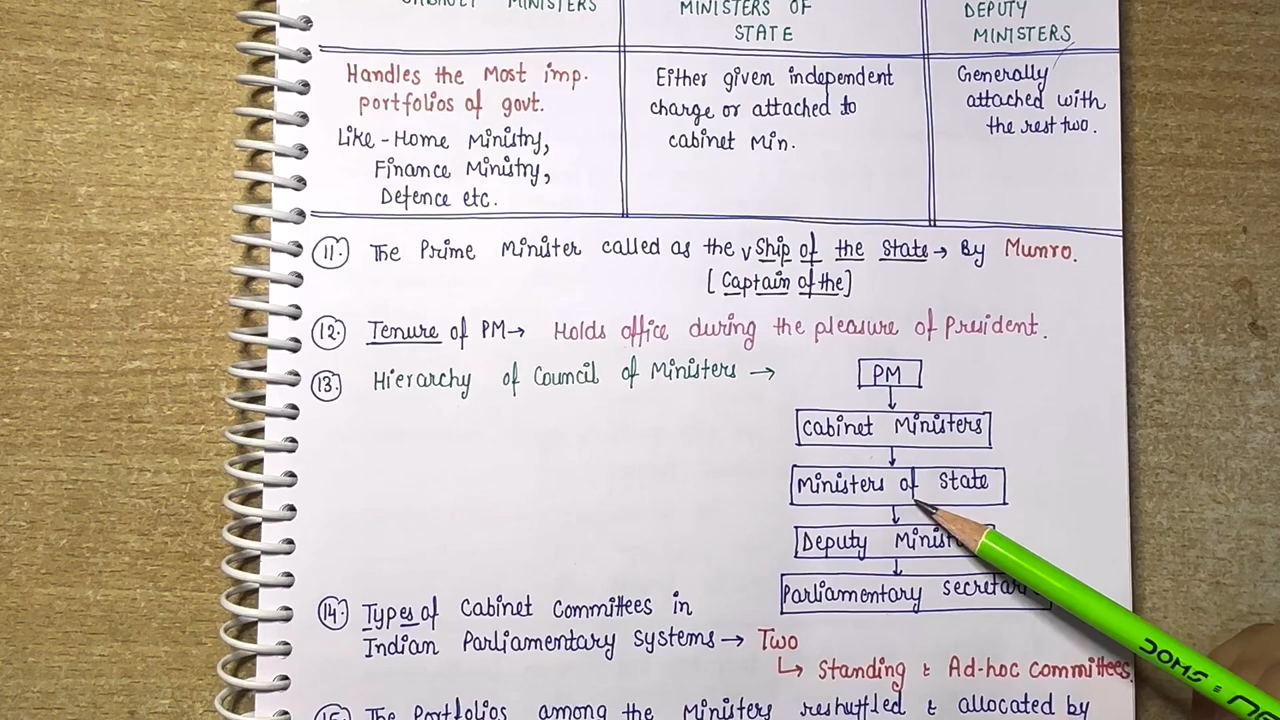 CABINET MINISTERS
MINISTERS OF
STATE
DEPUTY
MINISTERS
Handles the Most imp.
portfolios of govt.
Like - Home Ministry,
Finance Ministry,
Defence etc.
Either given independent
charge or attached to
cabinet Min.
Generally
attached with
the rest two.
11. The Prime Minister called as the v Ship of the State → By Munro.
[Captain of the]
12. Tenure of PM → Holds office during the pleasure of President.
13. Hierarchy of Council of Ministers →
PM
Cabinet Ministers
Ministers of State
Deputy Minist
Parliamentary secretar
14. Types of Cabinet Committees in
Indian Parliamentary Systems → Two
↳ Standing & Ad-hoc committees.
15. The Portfolios among the Ministers reshuffled & allocated by
DOMS